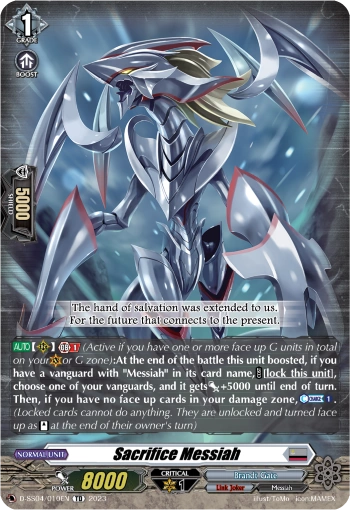 1
GRADE
BOOST
5000
SHIELD
The hand of salvation was extended to us.
For the future that connects to the present.
AUTO [ ] 1 (Active if you have one or more face up G units in total
on your or G zone):At the end of the battle this unit boosted, if you
have a vanguard with "Messiah" in its card name, [lock this unit],
choose one of your vanguards, and it gets +5000 until end of turn.
Then, if you have no face up cards in your damage zone, 1 .
(Locked cards cannot do anything. They are unlocked and turned face
up as at the end of their owner's turn)
NORMAL UNIT
Sacrifice Messiah
POWER
8000
CRITICAL
1
Brandt Gate
Link Joker
Messiah
D-SS04/019EN TD 2023
illust/ToMo